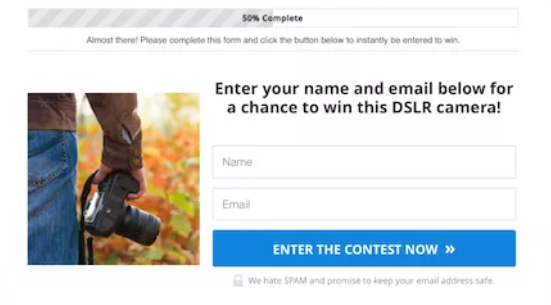 50% Complete
Almost there! Please complete this form and click the button below to instantly be entered to win.
Enter your name and email below for
a chance to win this DSLR camera!
Name
Email
ENTER THE CONTEST NOW »
We hate SPAM and promise to keep your email address safe.